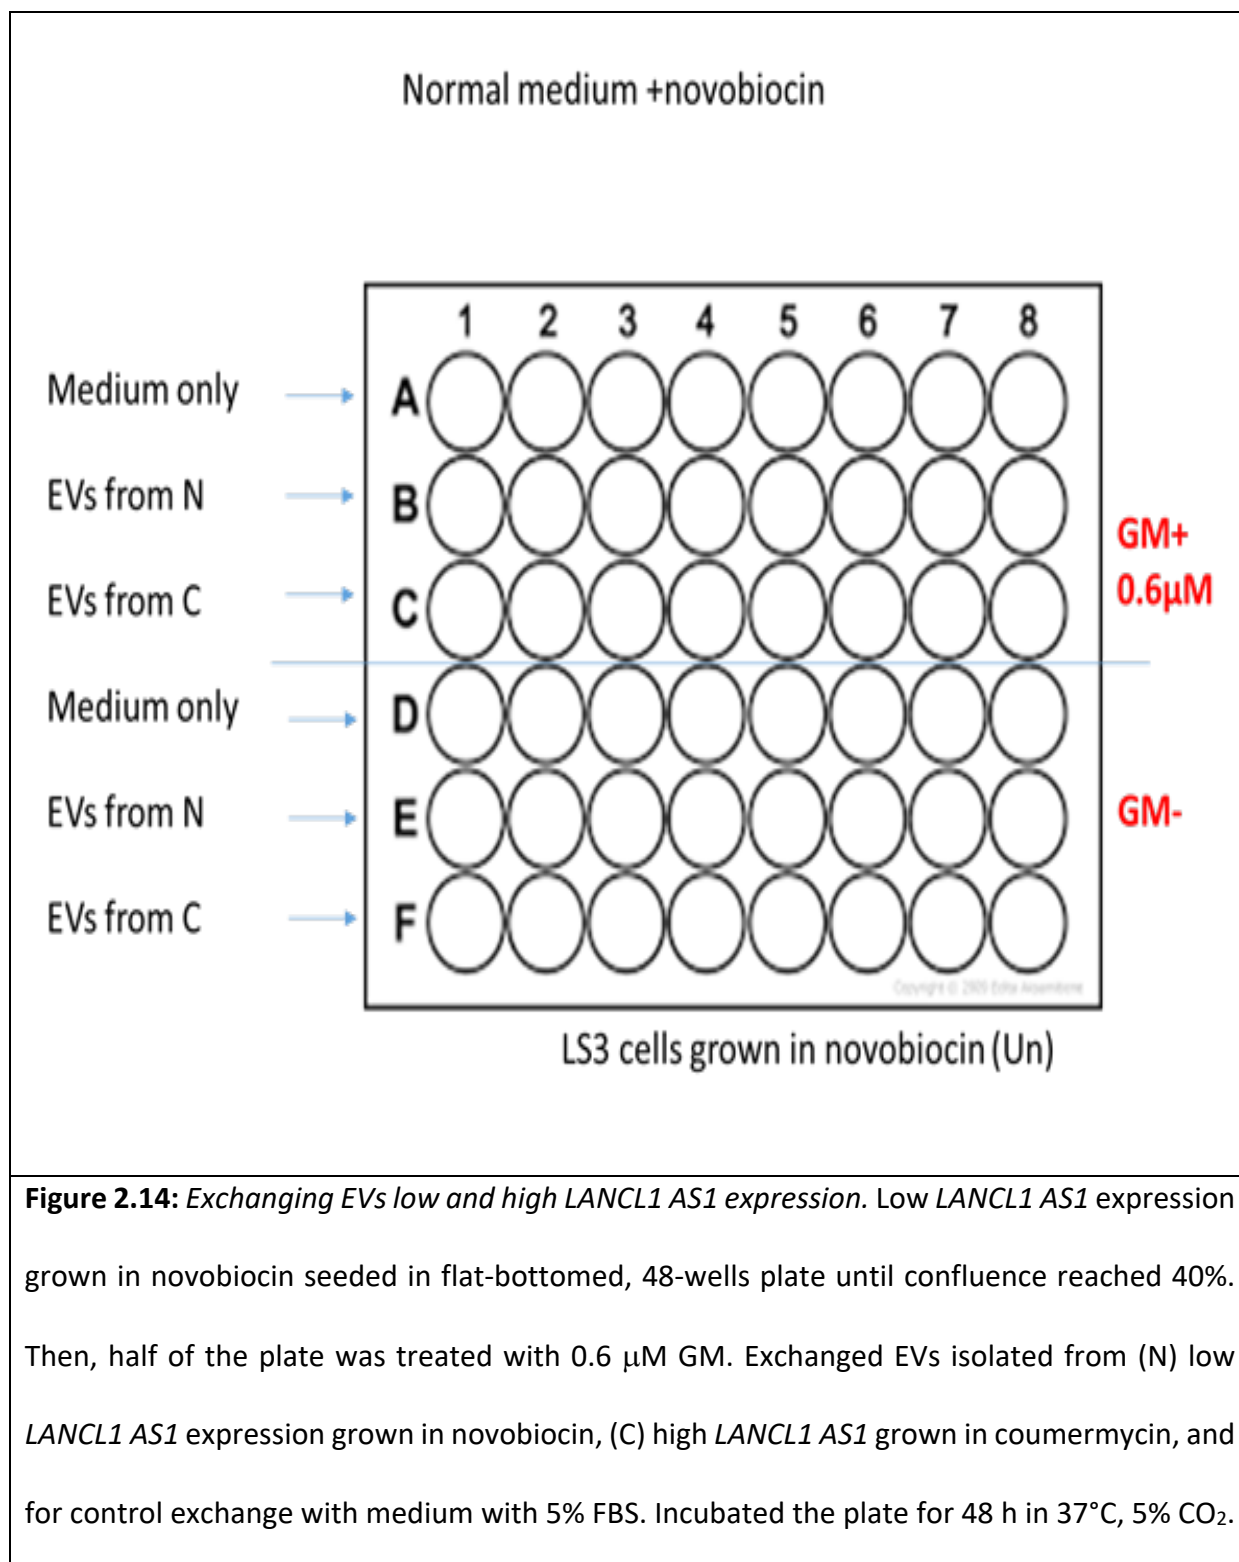 Normal medium +novobiocin
1 2 3 4 5 6 7 8
Medium only A
EVs from N B
GM+
0.6µM
EVs from C C
Medium only D
EVs from N E
GM-
EVs from C F
LS3 cells grown in novobiocin (Un)
Figure 2.14: Exchanging EVs low and high LANCL1 AS1 expression. Low LANCL1 AS1 expression
grown in novobiocin seeded in flat-bottomed, 48-wells plate until confluence reached 40%.
Then, half of the plate was treated with 0.6 µM GM. Exchanged EVs isolated from (N) low
LANCL1 AS1 expression grown in novobiocin, (C) high LANCL1 AS1 grown in coumermycin, and
for control exchange with medium with 5% FBS. Incubated the plate for 48 h in 37°C, 5% CO₂.